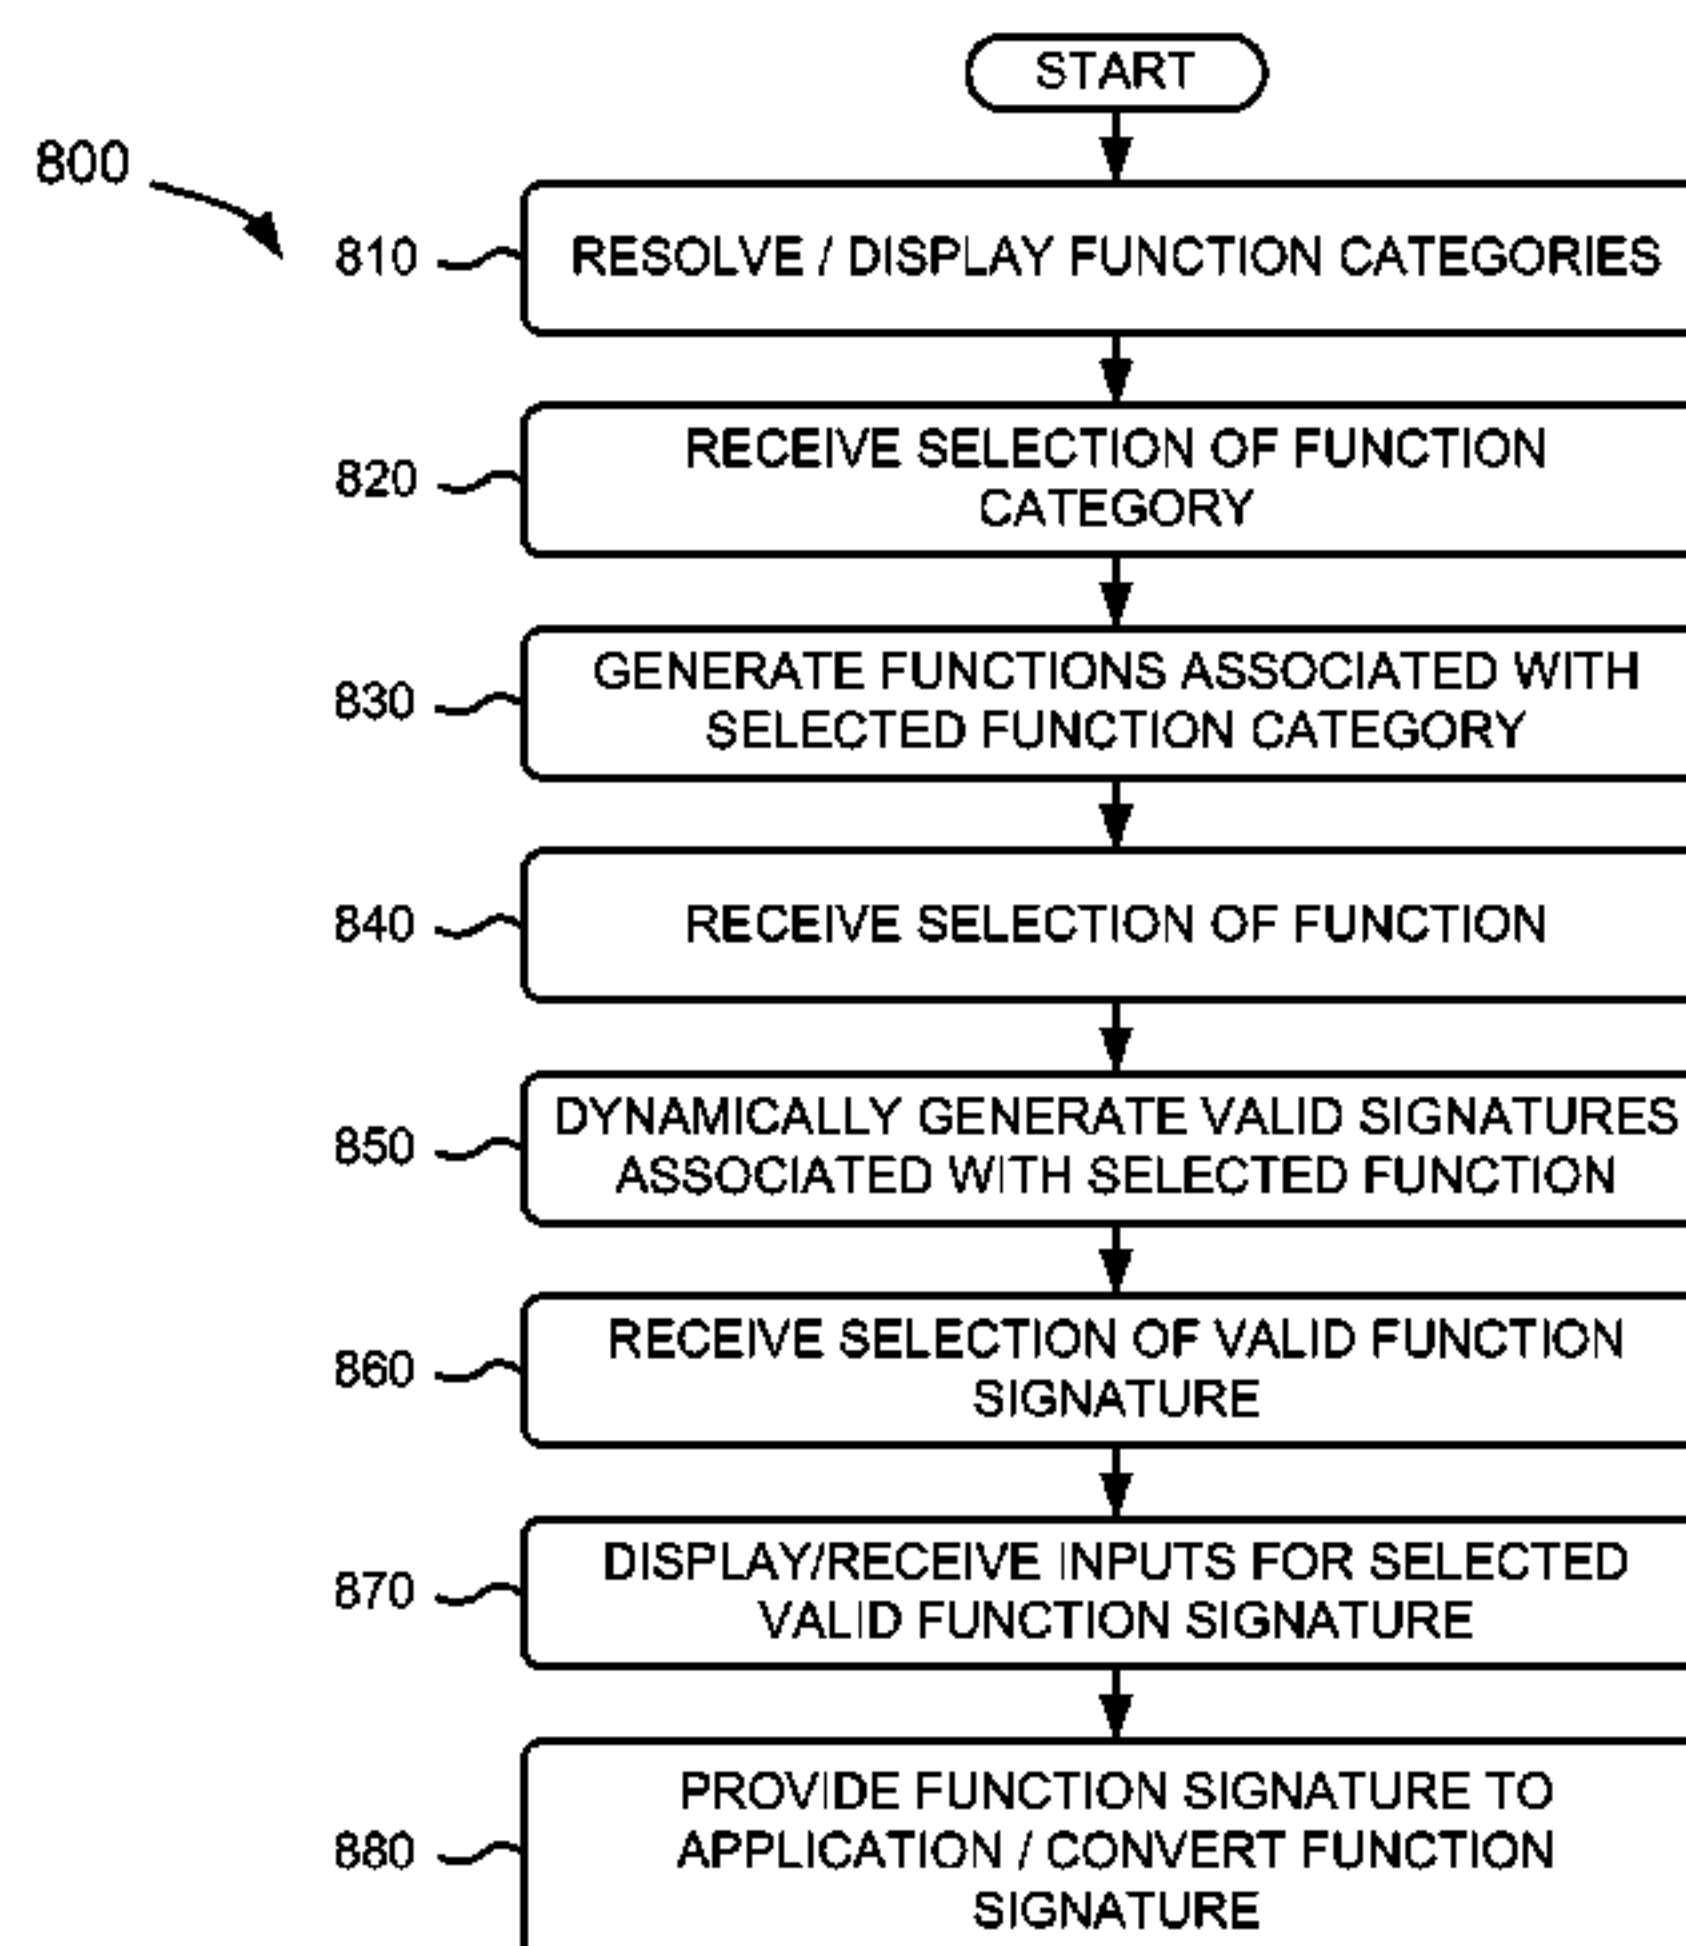 START
800
810
RESOLVE / DISPLAY FUNCTION CATEGORIES
820
RECEIVE SELECTION OF FUNCTION
CATEGORY
830
GENERATE FUNCTIONS ASSOCIATED WITH
SELECTED FUNCTION CATEGORY
840
RECEIVE SELECTION OF FUNCTION
850
DYNAMICALLY GENERATE VALID SIGNATURES
ASSOCIATED WITH SELECTED FUNCTION
860
RECEIVE SELECTION OF VALID FUNCTION
SIGNATURE
870
DISPLAY/RECEIVE INPUTS FOR SELECTED
VALID FUNCTION SIGNATURE
880
PROVIDE FUNCTION SIGNATURE TO
APPLICATION / CONVERT FUNCTION
SIGNATURE